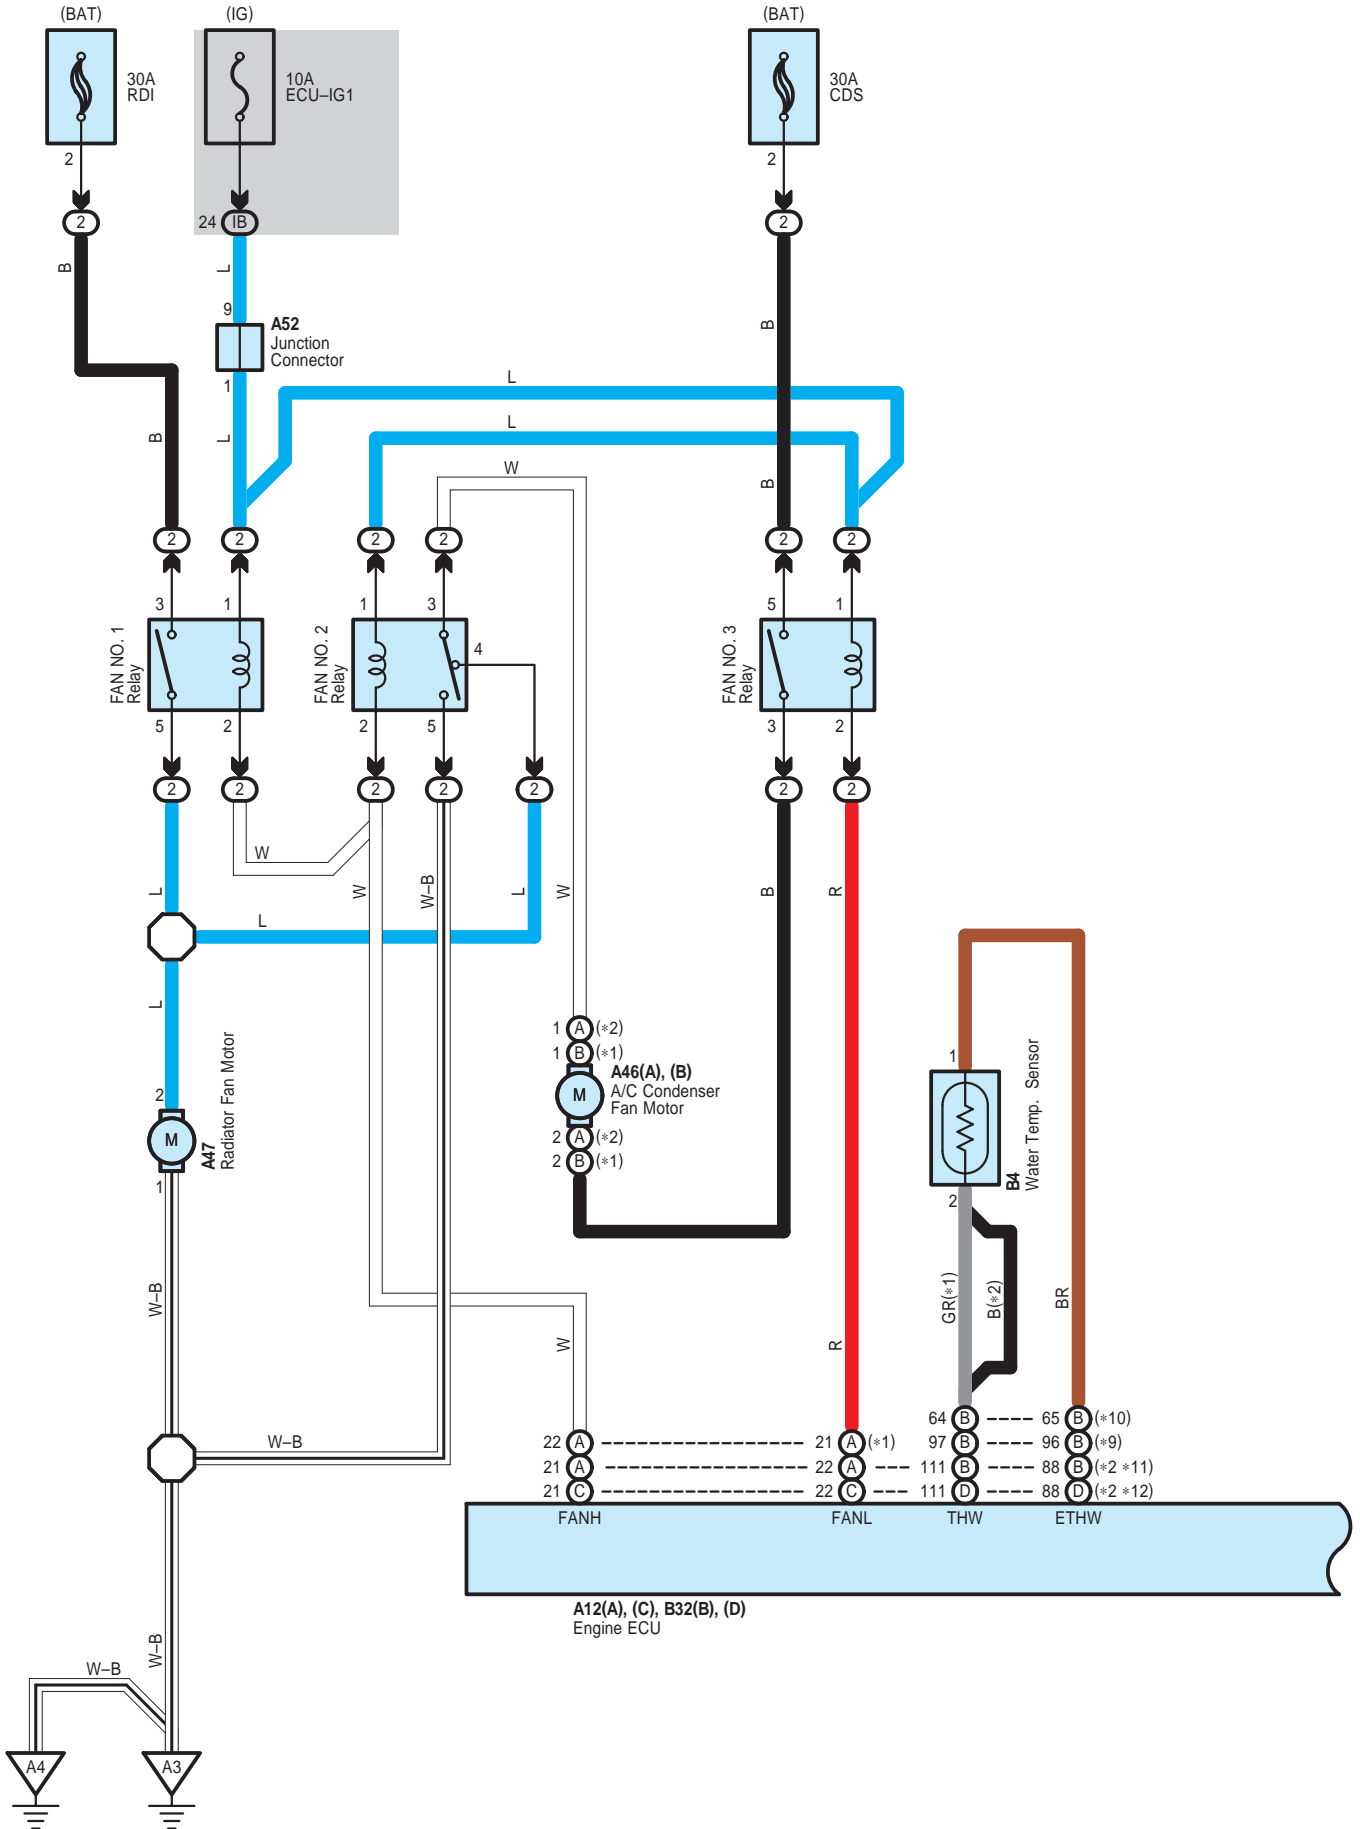 (BAT)
(IG)
(BAT)
30A
RDI
10A
ECU–IG1
30A
CDS
2
2
2
24
IB
2
B
L
B
9
A52
Junction
Connector
1
L
L
B
L
W
B
2
2
2
2
2
2
3
1
1
3
5
1
FAN NO. 1
Relay
FAN NO. 2
Relay
4
FAN NO. 3
Relay
5
2
2
5
3
2
2
2
2
2
2
2
2
W
L
W
W–B
L
W
B
R
L
L
1 A (∗2)
1 B (∗1)
A46(A), (B)
A/C Condenser
Fan Motor
M
2 A (∗2)
2 B (∗1)
2
M
A47
Radiator Fan Motor
1
1
B4
Water Temp. Sensor
2
W–B
GR(∗1)
B(∗2)
BR
W
R
W–B
64 B 65 B (∗10)
22 A 21 A (∗1) 97 B 96 B (∗9)
21 A 22 A 111 B 88 B (∗2 ∗11)
21 C 22 C 111 D 88 D (∗2 ∗12)
FANH
FANL
THW
ETHW
A12(A), (C), B32(B), (D)
Engine ECU
W–B
W–B
A4
A3